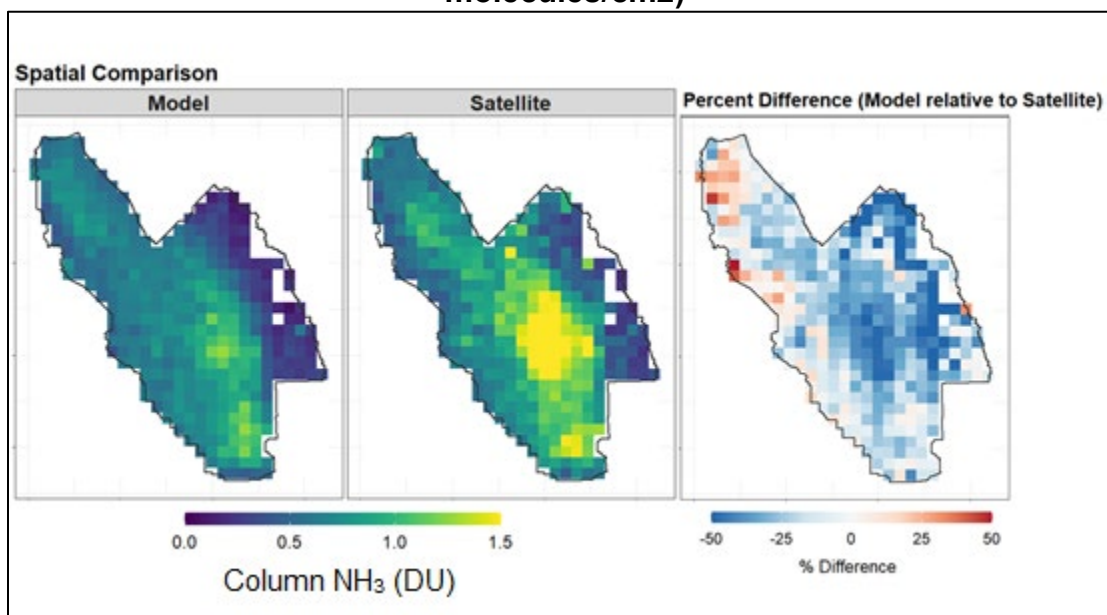 molecules/cm2)
Spatial Comparison
Model
Satellite
Percent Difference (Model relative to Satellite)
0.0 0.5 1.0 1.5
Column NH₃ (DU)
-50 -25 0 25 50
% Difference